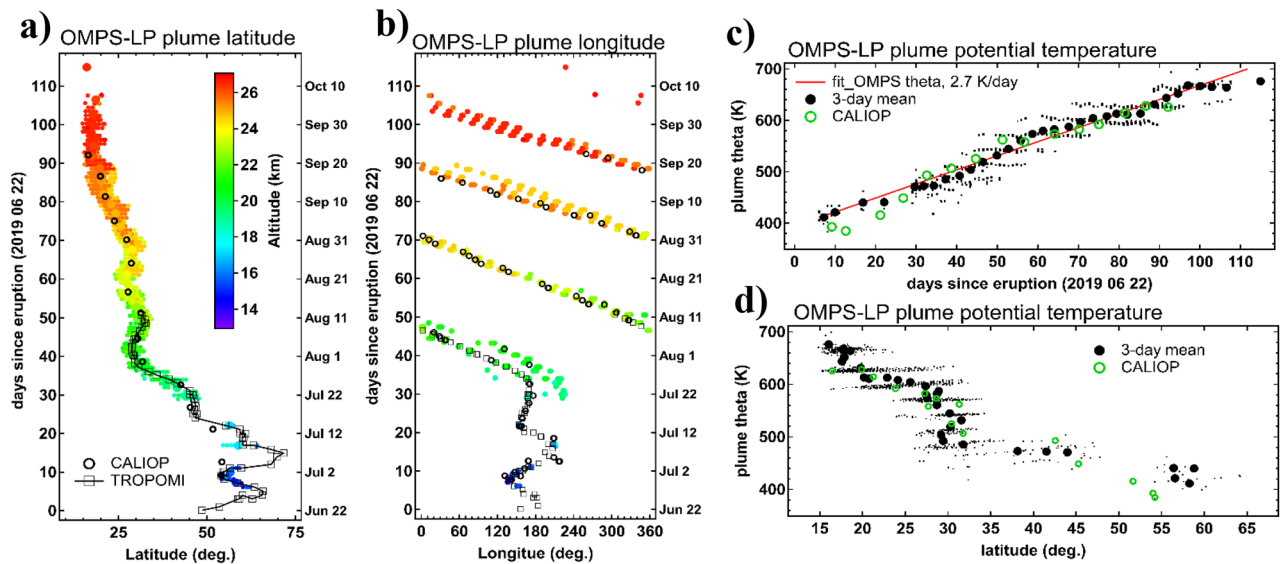 a)
OMPS-LP plume latitude
110
100
90
80
70
60
50
40
30
20
10
0
days since eruption (2019 06 22)
26
24
22
20
18
16
14
Altitude (km)
Oct 10
Sep 30
Sep 20
Sep 10
Aug 31
Aug 21
Aug 11
Aug 1
Jul 22
Jul 12
Jul 2
Jun 22
CALIOP
TROPOMI
25
50
75
Latitude (deg.)
b)
OMPS-LP plume longitude
110
100
90
80
70
60
50
40
30
20
10
0
days since eruption (2019 06 22)
Oct 10
Sep 30
Sep 20
Sep 10
Aug 31
Aug 21
Aug 11
Aug 1
Jul 22
Jul 12
Jul 2
Jun 22
0 60 120 180 240 300 360
Longitue (deg.)
c)
OMPS-LP plume potential temperature
700
600
500
400
plume theta (K)
fit_OMPS theta, 2.7 K/day
3-day mean
CALIOP
0 10 20 30 40 50 60 70 80 90 100 110
days since eruption (2019 06 22)
d)
OMPS-LP plume potential temperature
700
600
500
400
plume theta (K)
3-day mean
CALIOP
15 20 25 30 35 40 45 50 55 60 65
latitude (deg.)